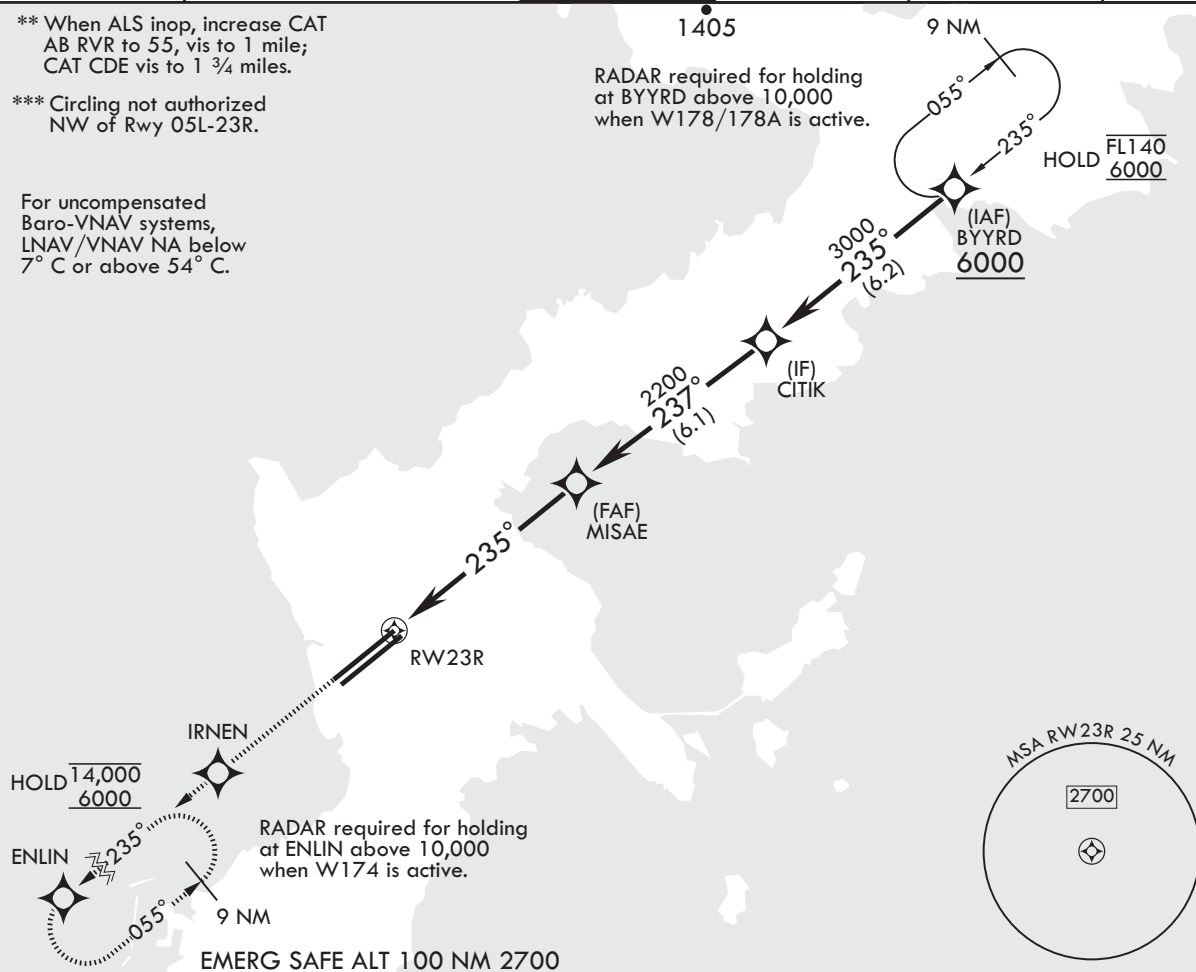 ** When ALS inop, increase CAT
AB RVR to 55, vis to 1 mile;
CAT CDE vis to 1 ¾ miles.
*** Circling not authorized
NW of Rwy 05L-23R.
For uncompensated
Baro-VNAV systems,
LNAV/VNAV NA below
7° C or above 54° C.
1405
RADAR required for holding
at BYYRD above 10,000
when W178/178A is active.
9 NM
055°
235°
HOLD FL140
6000
(IAF)
BYYRD
6000
3000
235°
(6.2)
(IF)
CITIK
2200
237°
(6.1)
(FAF)
MISAE
235°
RW23R
IRNEN
HOLD 14,000
6000
235°
ENLIN
055°
9 NM
RADAR required for holding
at ENLIN above 10,000
when W174 is active.
EMERG SAFE ALT 100 NM 2700
MSA RW23R 25 NM
2700